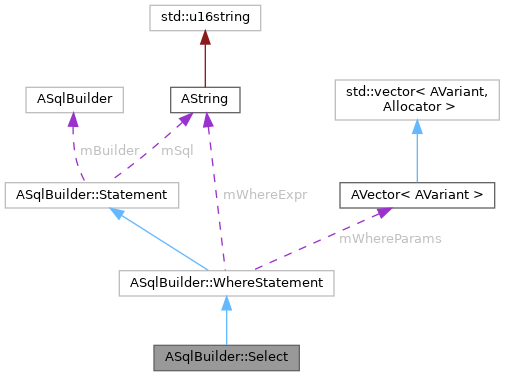 std::u16string
ASqlBuilder
AString
std::vector< AVariant,
Allocator >
mBuilder
mSql
ASqlBuilder::Statement
mWhereExpr
AVector< AVariant >
mWhereParams
ASqlBuilder::WhereStatement
ASqlBuilder::Select